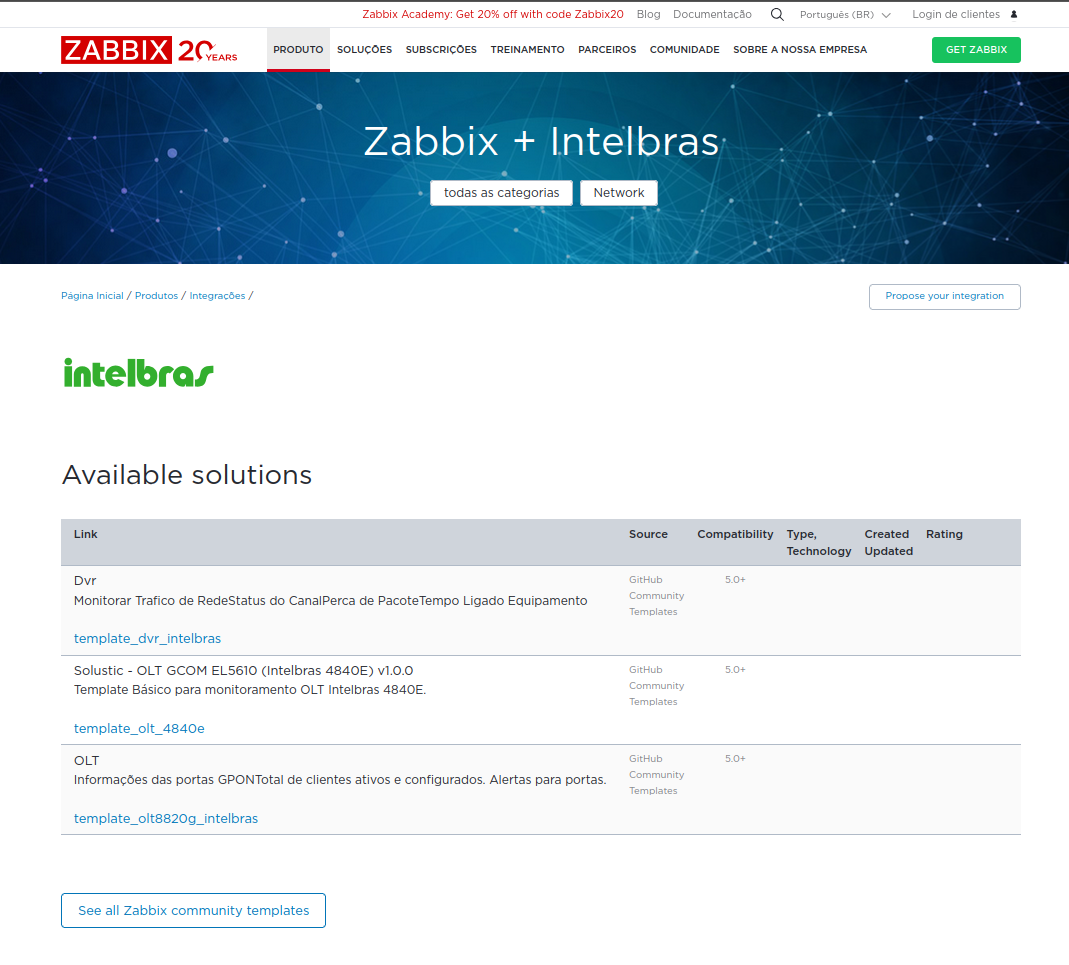 Zabbix Academy: Get 20% off with code Zabbix20 Blog Documentação Português (BR) Login de clientes
ZABBIX 20 YEARS PRODUTO SOLUÇÕES SUBSCRIÇÕES TREINAMENTO PARCEIROS COMUNIDADE SOBRE A NOSSA EMPRESA GET ZABBIX
Zabbix + Intelbras
todas as categorias Network
Página Inicial / Produtos / Integrações / Propose your integration
intelbras
Available solutions
Link Source Compatibility Type, Created Rating
Technology Updated
Dvr GitHub 5.0+
Monitorar Trafico de RedeStatus do CanalPerca de PacoteTempo Ligado Equipamento Community
Templates
template_dvr_intelbras
Solustic - OLT GCOM EL5610 (Intelbras 4840E) v1.0.0 GitHub 5.0+
Template Básico para monitoramento OLT Intelbras 4840E. Community
Templates
template_olt_4840e
OLT GitHub 5.0+
Informações das portas GPONTotal de clientes ativos e configurados. Alertas para portas. Community
Templates
template_olt8820g_intelbras
See all Zabbix community templates